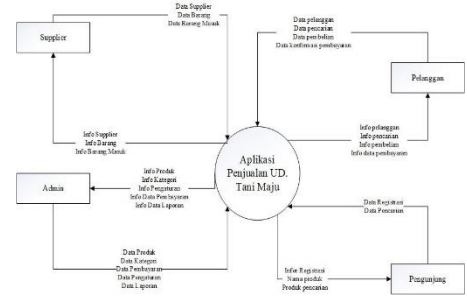 Data Supplier
Data Barang
Data Barang Masuk
Supplier
Info Supplier
Info Barang
Info Barang Masuk
Data pelanggan
Data pencarian
Data pembelian
Data konfirmasi pembayaran
Pelanggan
Info pelanggan
Info pencarian
Info pembelian
Info data pembayaran
Aplikasi
Penjualan UD.
Tani Maju
Info Produk
Info Kategori
Info Pengaturan
Info Data Pembayaran
Info Data Laporan
Admin
Data Produk
Data Kategori
Data Pembayaran
Data Pengaturan
Data Laporan
Data Registrasi
Data Pencarian
Infor Registrasi
Nama produk
Produk pencarian
Pengunjung